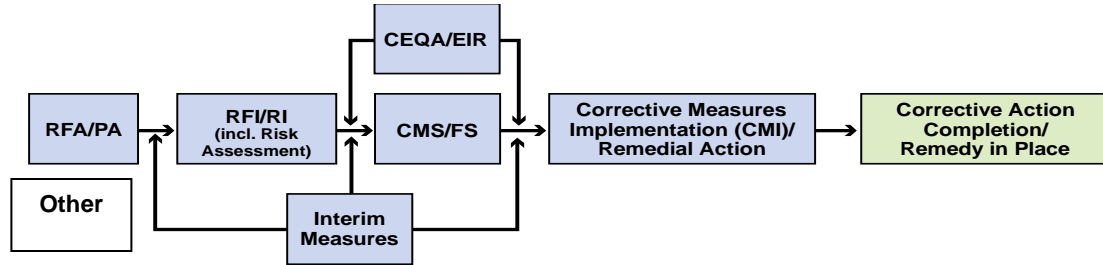 CEQA/EIR
RFA/PA
RFI/RI
(incl. Risk
Assessment)
CMS/FS
Corrective Measures
Implementation (CMI)/
Remedial Action
Corrective Action
Completion/
Remedy in Place
Other
Interim
Measures